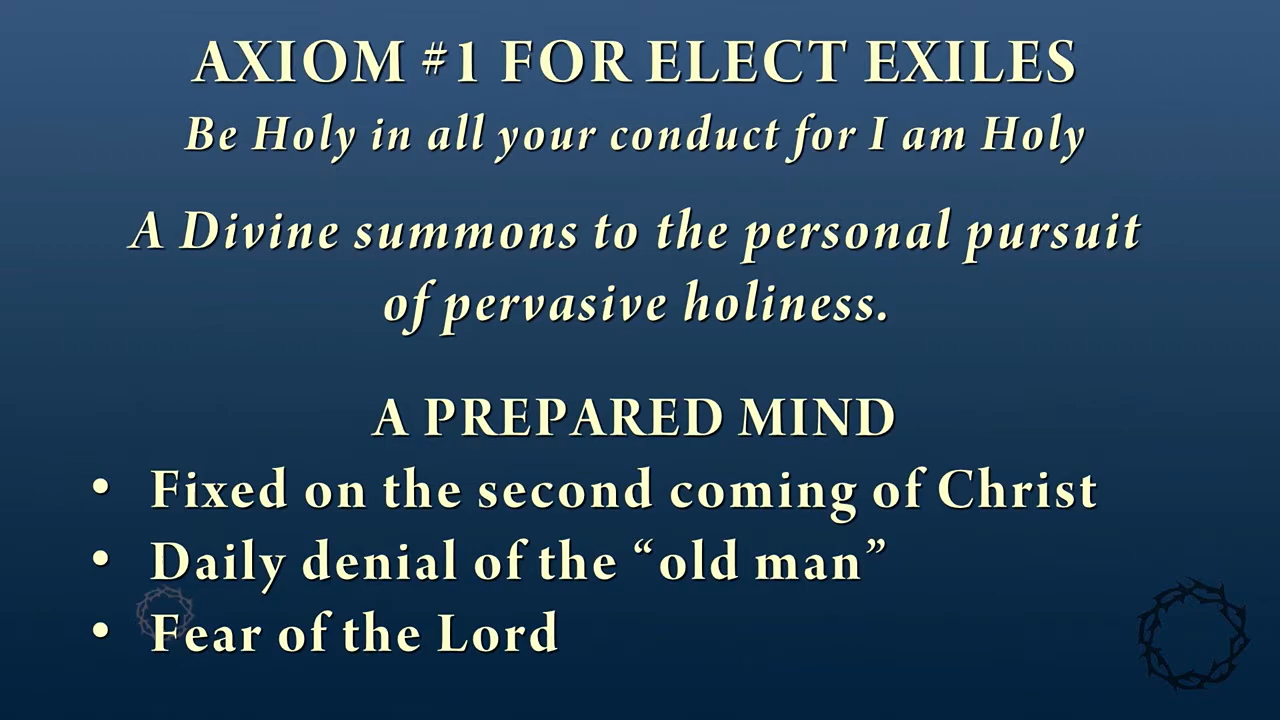 AXIOM #1 FOR ELECT EXILES
Be Holy in all your conduct for I am Holy
A Divine summons to the personal pursuit
of pervasive holiness.
A PREPARED MIND
• Fixed on the second coming of Christ
• Daily denial of the “old man”
• Fear of the Lord